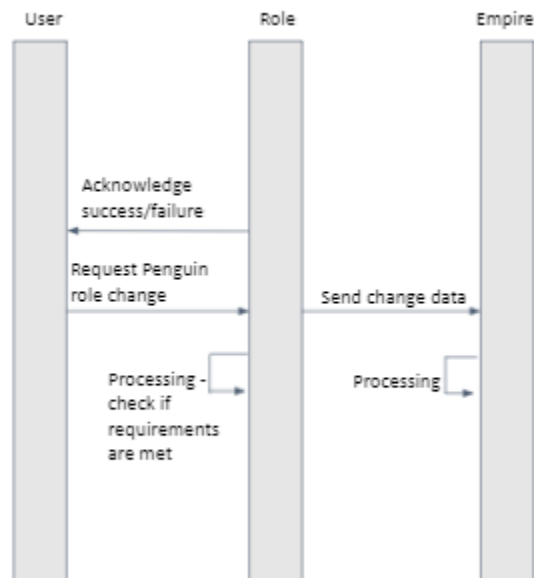 User
Role
Empire
Acknowledge
success/failure
Request Penguin
role change
Send change data
Processing -
check if
requirements
are met
Processing